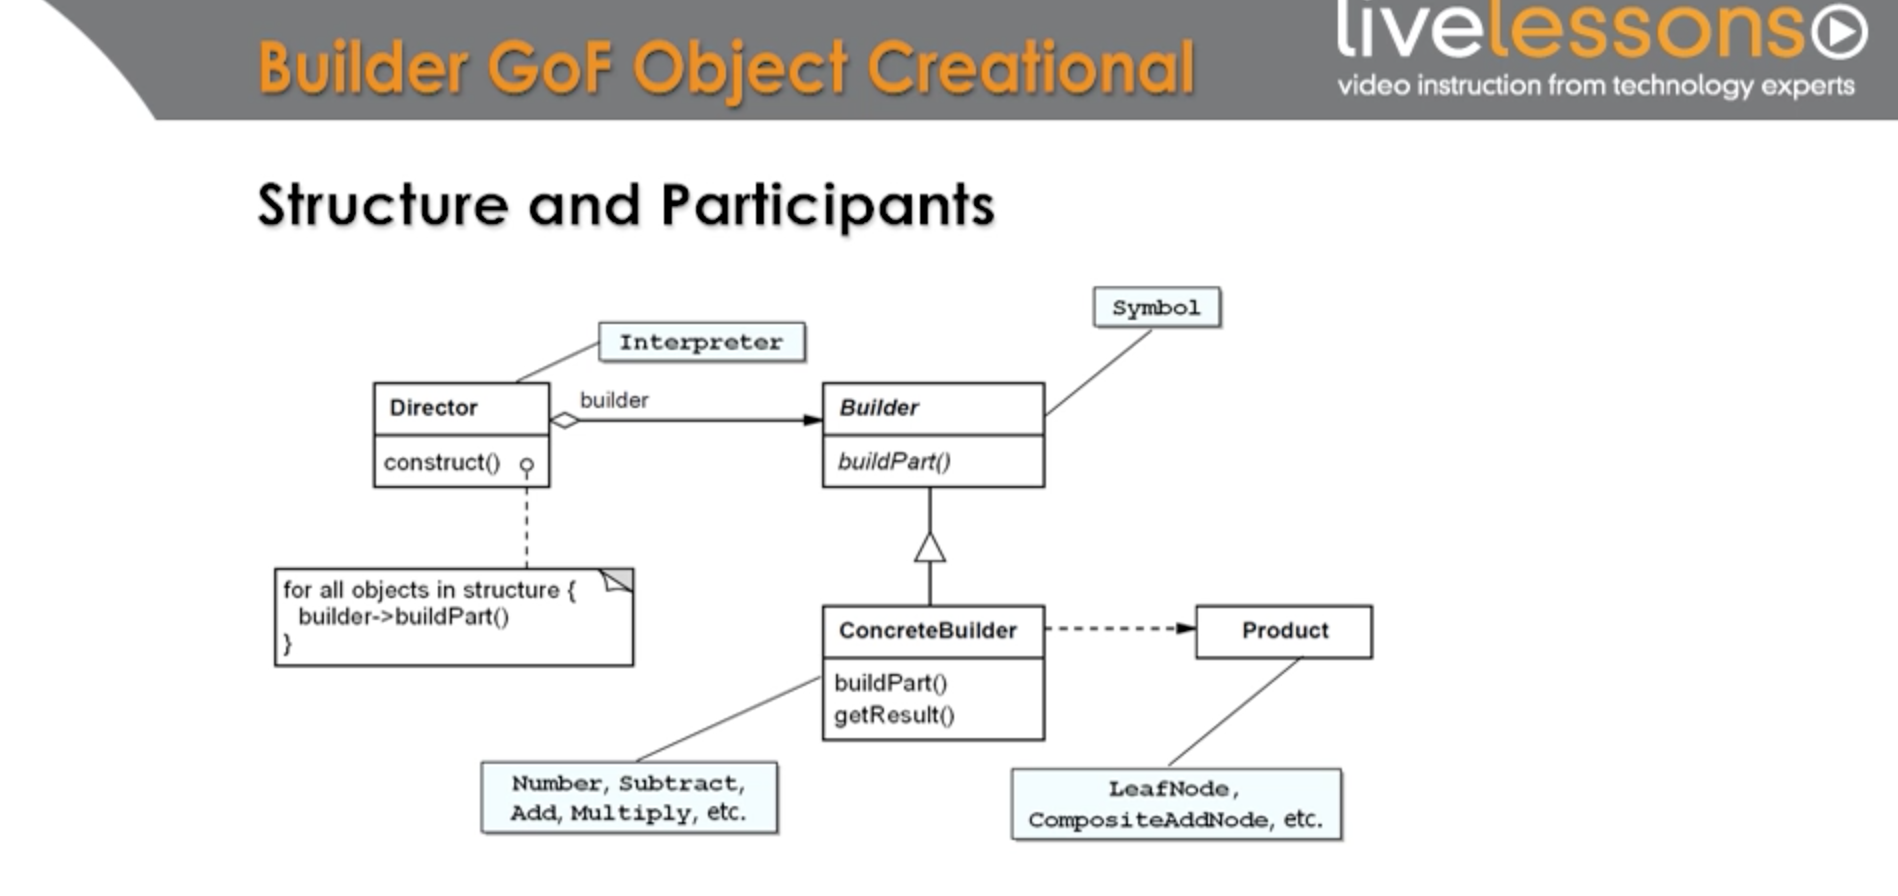 Builder GoF Object Creational
livelessons
video instruction from technology experts
Structure and Participants
Symbol
Interpreter
Director
builder
Builder
construct()
buildPart()
for all objects in structure {
builder->buildPart()
}
ConcreteBuilder
Product
buildPart()
getResult()
Number, Subtract,
Add, Multiply, etc.
LeafNode,
CompositeAddNode, etc.